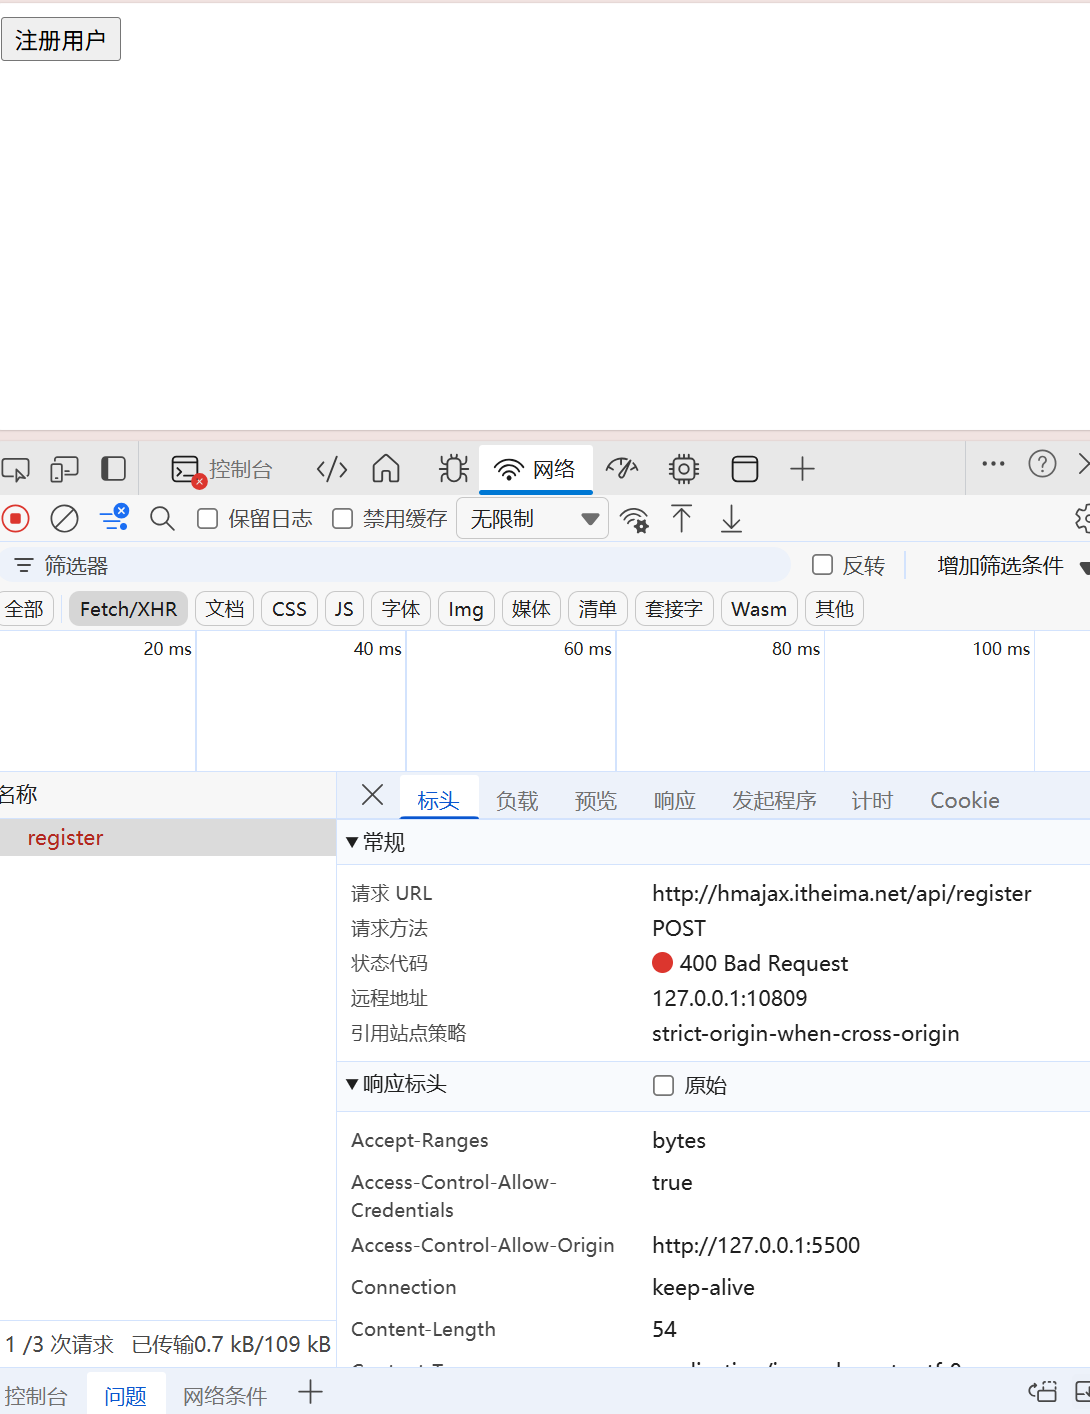 注册用户
控制台
网络
保留日志
禁用缓存
无限制
筛选器
反转
增加筛选条件
全部
Fetch/XHR
文档
CSS
JS
字体
Img
媒体
清单
套接字
Wasm
其他
20 ms
40 ms
60 ms
80 ms
100 ms
名称
标头
负载
预览
响应
发起程序
计时
Cookie
register
常规
请求 URL
http://hmajax.itheima.net/api/register
请求方法
POST
状态代码
400 Bad Request
远程地址
127.0.0.1:10809
引用站点策略
strict-origin-when-cross-origin
响应标头
原始
Accept-Ranges
bytes
Access-Control-Allow-
Credentials
true
Access-Control-Allow-Origin
http://127.0.0.1:5500
Connection
keep-alive
Content-Length
54
1 /3 次请求 已传输0.7 kB/109 kB
控制台
问题
网络条件